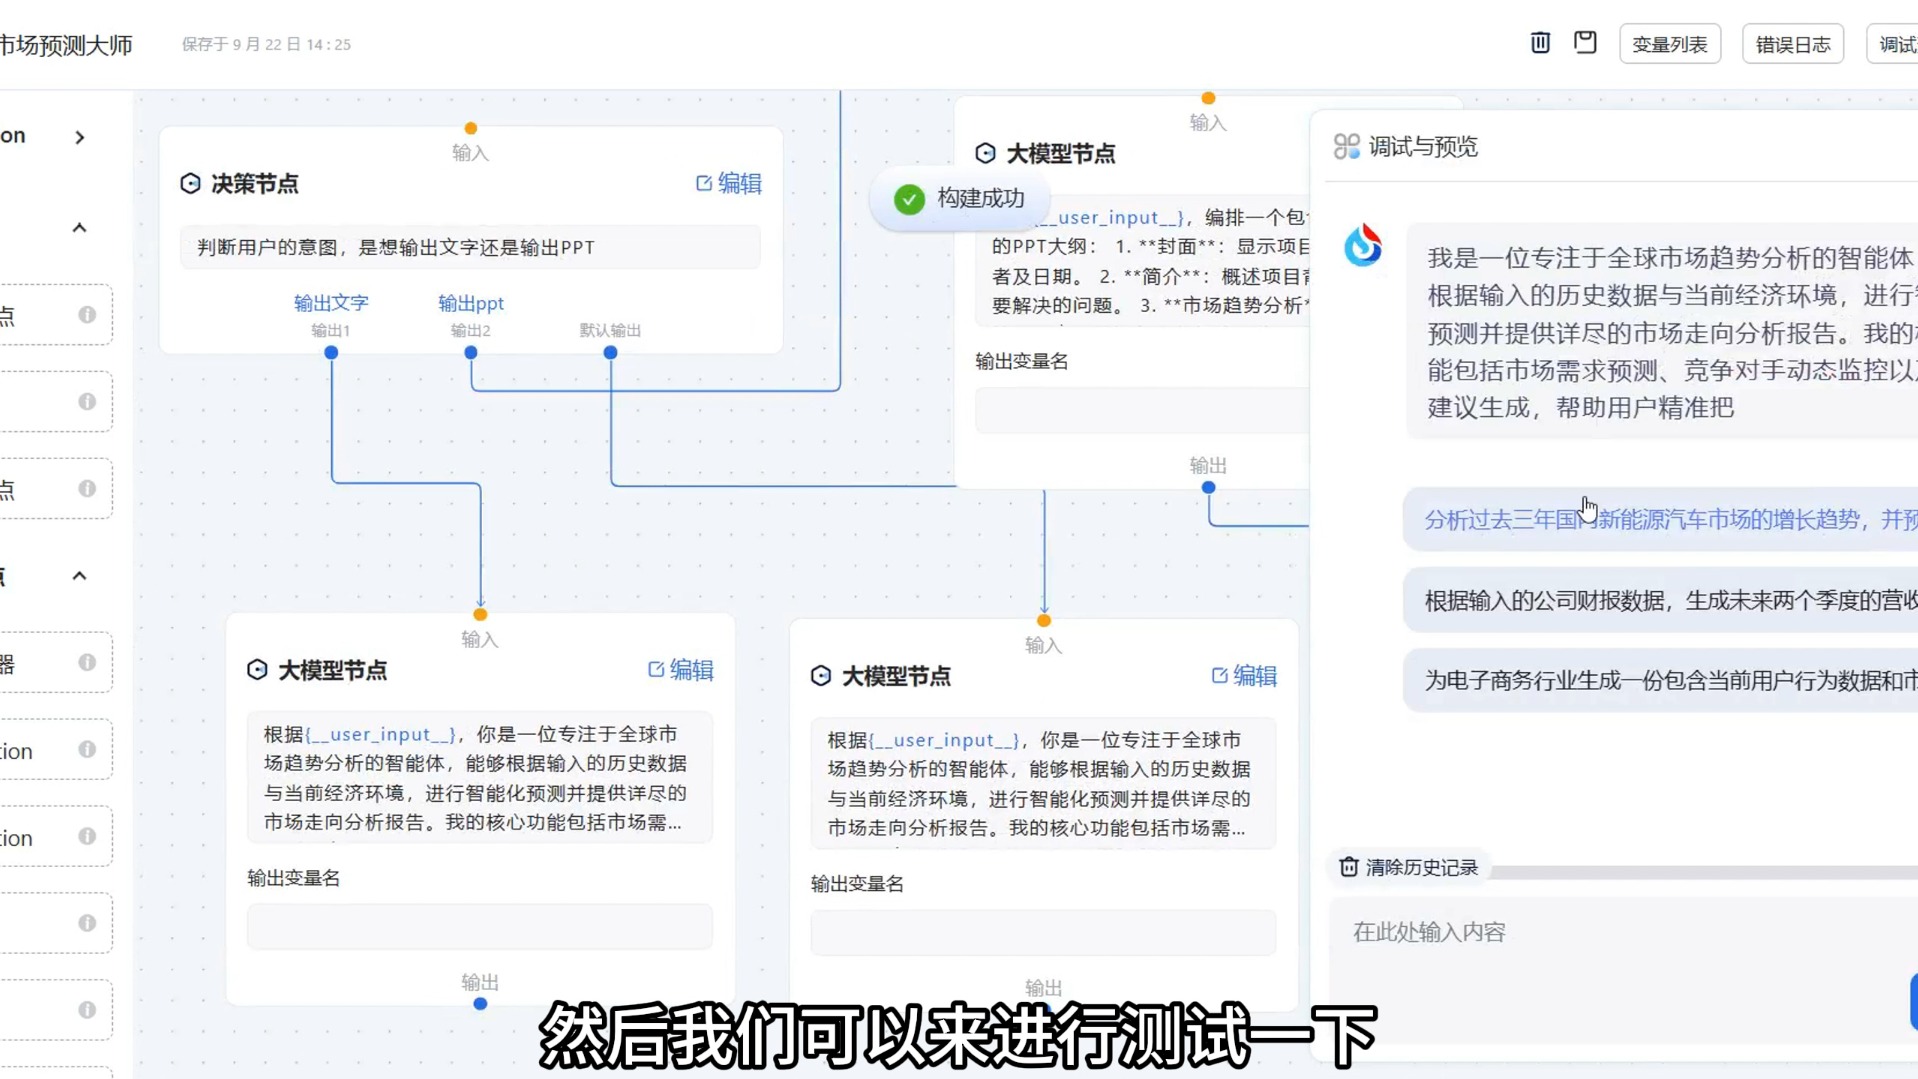 市场预测大师
保存于 9 月 22 日 14:25
变量列表
错误日志
调试
on
点
点
点
器
tion
tion
输入
决策节点
编辑
判断用户的意图，是想输出文字还是输出PPT
输出文字
输出ppt
输出1
输出2
默认输出
构建成功
输入
大模型节点
_user_input__}，编排一个包
的PPT大纲： 1. **封面**：显示项目
者及日期。 2. **简介**：概述项目
要解决的问题。 3. **市场趋势分析*
输出变量名
输出
输入
大模型节点
编辑
根据{__user_input__}，你是一位专注于全球市
场趋势分析的智能体，能够根据输入的历史数据
与当前经济环境，进行智能化预测并提供详尽的
市场走向分析报告。我的核心功能包括市场需...
输出变量名
输出
输入
大模型节点
编辑
根据{__user_input__}，你是一位专注于全球市
场趋势分析的智能体，能够根据输入的历史数据
与当前经济环境，进行智能化预测并提供详尽的
市场走向分析报告。我的核心功能包括市场需...
输出变量名
输出
调试与预览
我是一位专注于全球市场趋势分析的智能体
根据输入的历史数据与当前经济环境，进行
预测并提供详尽的市场走向分析报告。我的
能包括市场需求预测、竞争对手动态监控以
建议生成，帮助用户精准把
分析过去三年国内新能源汽车市场的增长趋势，并预
根据输入的公司财报数据，生成未来两个季度的营收
为电子商务行业生成一份包含当前用户行为数据和市
清除历史记录
在此处输入内容
然后我们可以来进行测试一下